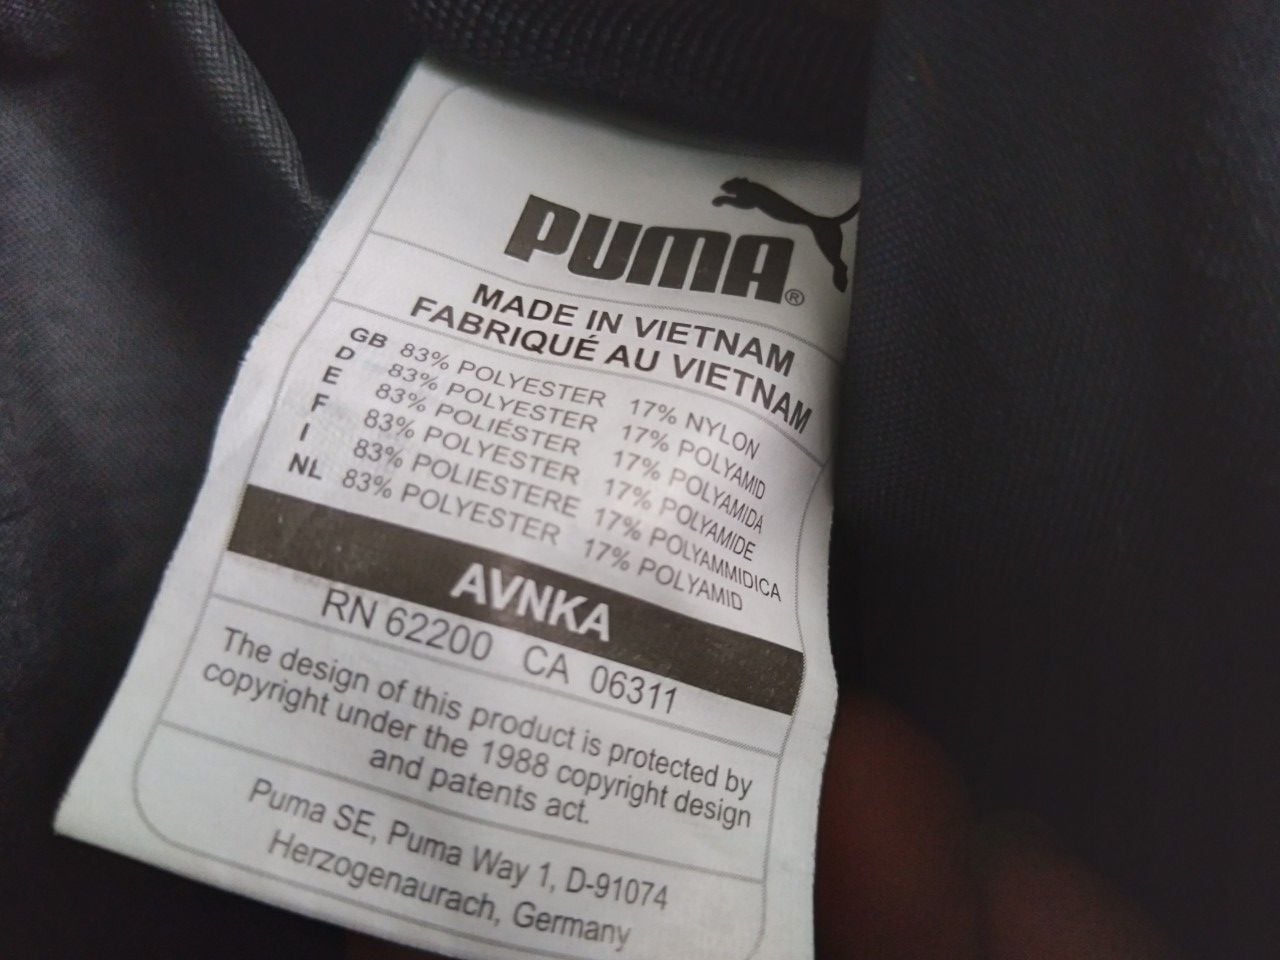 PUMA®
MADE IN VIETNAM
FABRIQUÉ AU VIETNAM
GB 83% POLYESTER 17% NYLON
D 83% POLYESTER 17% POLYAMID
E 83% POLIÉSTER 17% POLYAMIDA
F 83% POLYESTER 17% POLYAMIDE
I 83% POLIESTERE 17% POLYAMMIDICA
NL 83% POLYESTER 17% POLYAMID
AVNKA
RN 62200 CA 06311
The design of this product is protected by
copyright under the 1988 copyright design
and patents act.
Puma SE, Puma Way 1, D-91074
Herzogenaurach, Germany